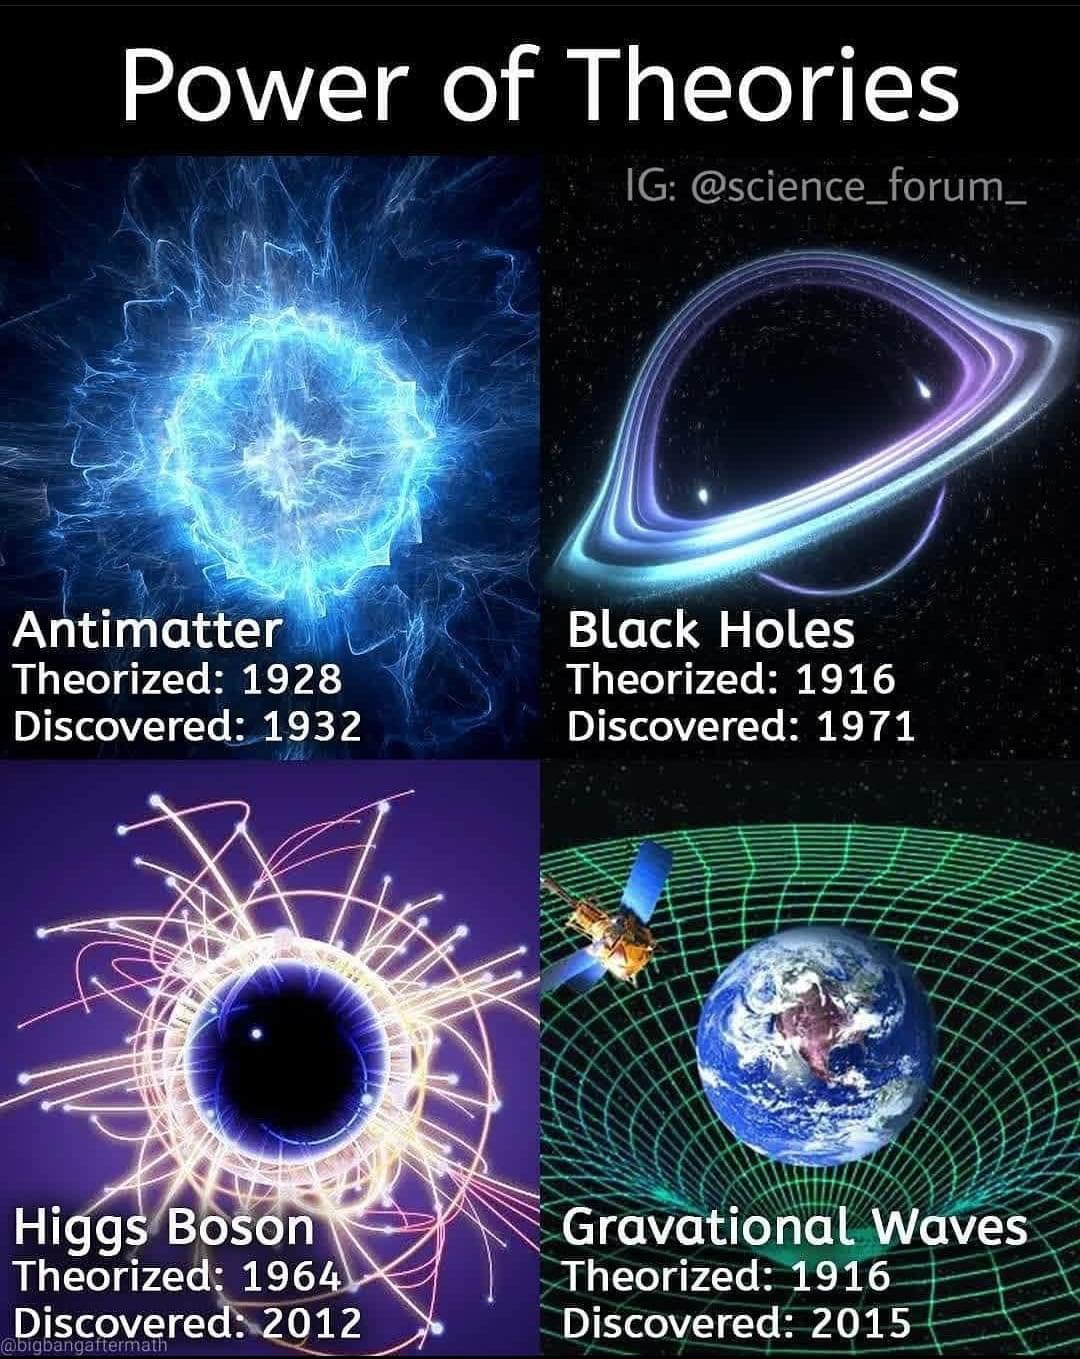 Power of Theories
IG: @science_forum_
Antimatter
Theorized: 1928
Discovered: 1932
Black Holes
Theorized: 1916
Discovered: 1971
Higgs Boson
Theorized: 1964
Discovered: 2012
@bigbangaftermath
Gravational Waves
Theorized: 1916
Discovered: 2015